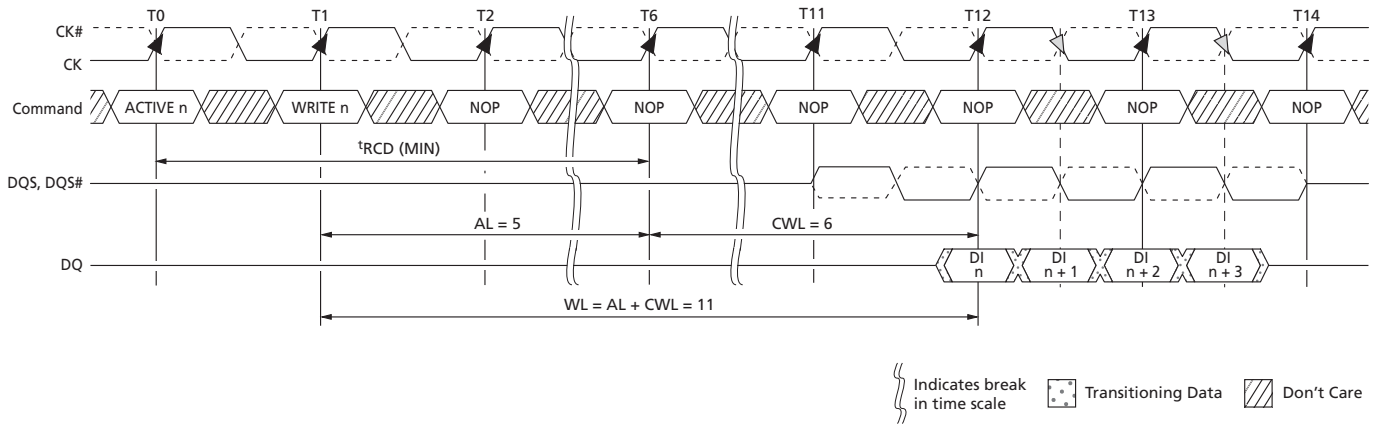 T0 T1 T2 T6 T11 T12 T13 T14
CK#
CK
Command ACTIVE n WRITE n NOP NOP NOP NOP NOP NOP
tRCD (MIN)
DQS, DQS#
AL = 5 CWL = 6
DQ DI n DI n + 1 DI n + 2 DI n + 3
WL = AL + CWL = 11
Indicates break
in time scale
Transitioning Data
Don't Care